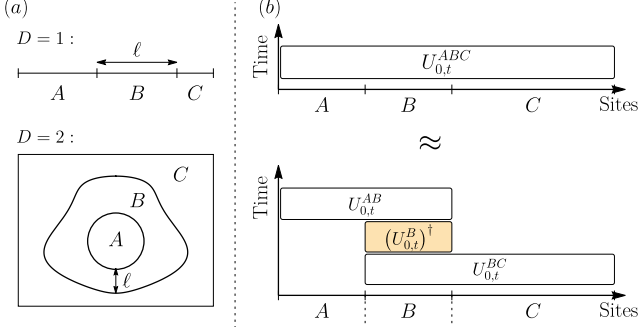 (a)
D = 1 :
ℓ
A B C
D = 2 :
C
B
A
ℓ
(b)
Time
U_{0,t}^{ABC}
A B C Sites
≈
Time
U_{0,t}^{AB}
(U_{0,t}^{B})^†
U_{0,t}^{BC}
A B C Sites